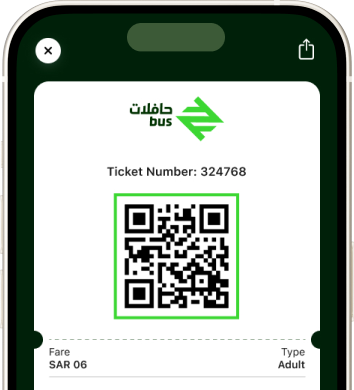 حافلات
bus
Ticket Number: 324768
Fare Type
SAR 06 Adult